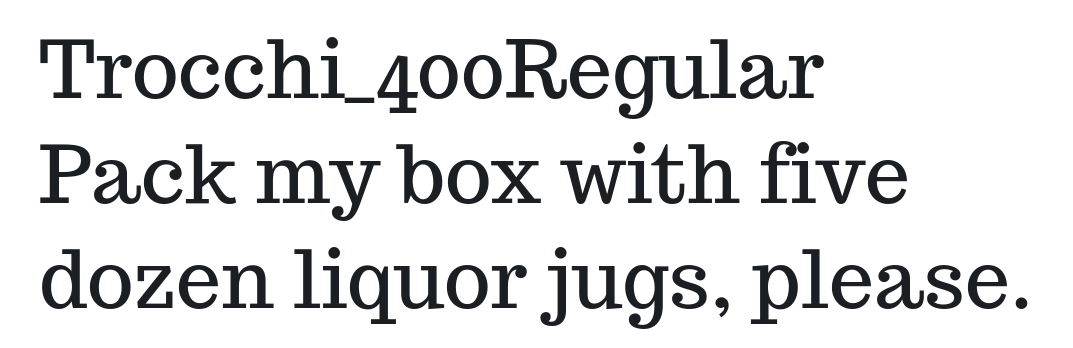 Trocchi_400Regular
Pack my box with five
dozen liquor jugs, please.